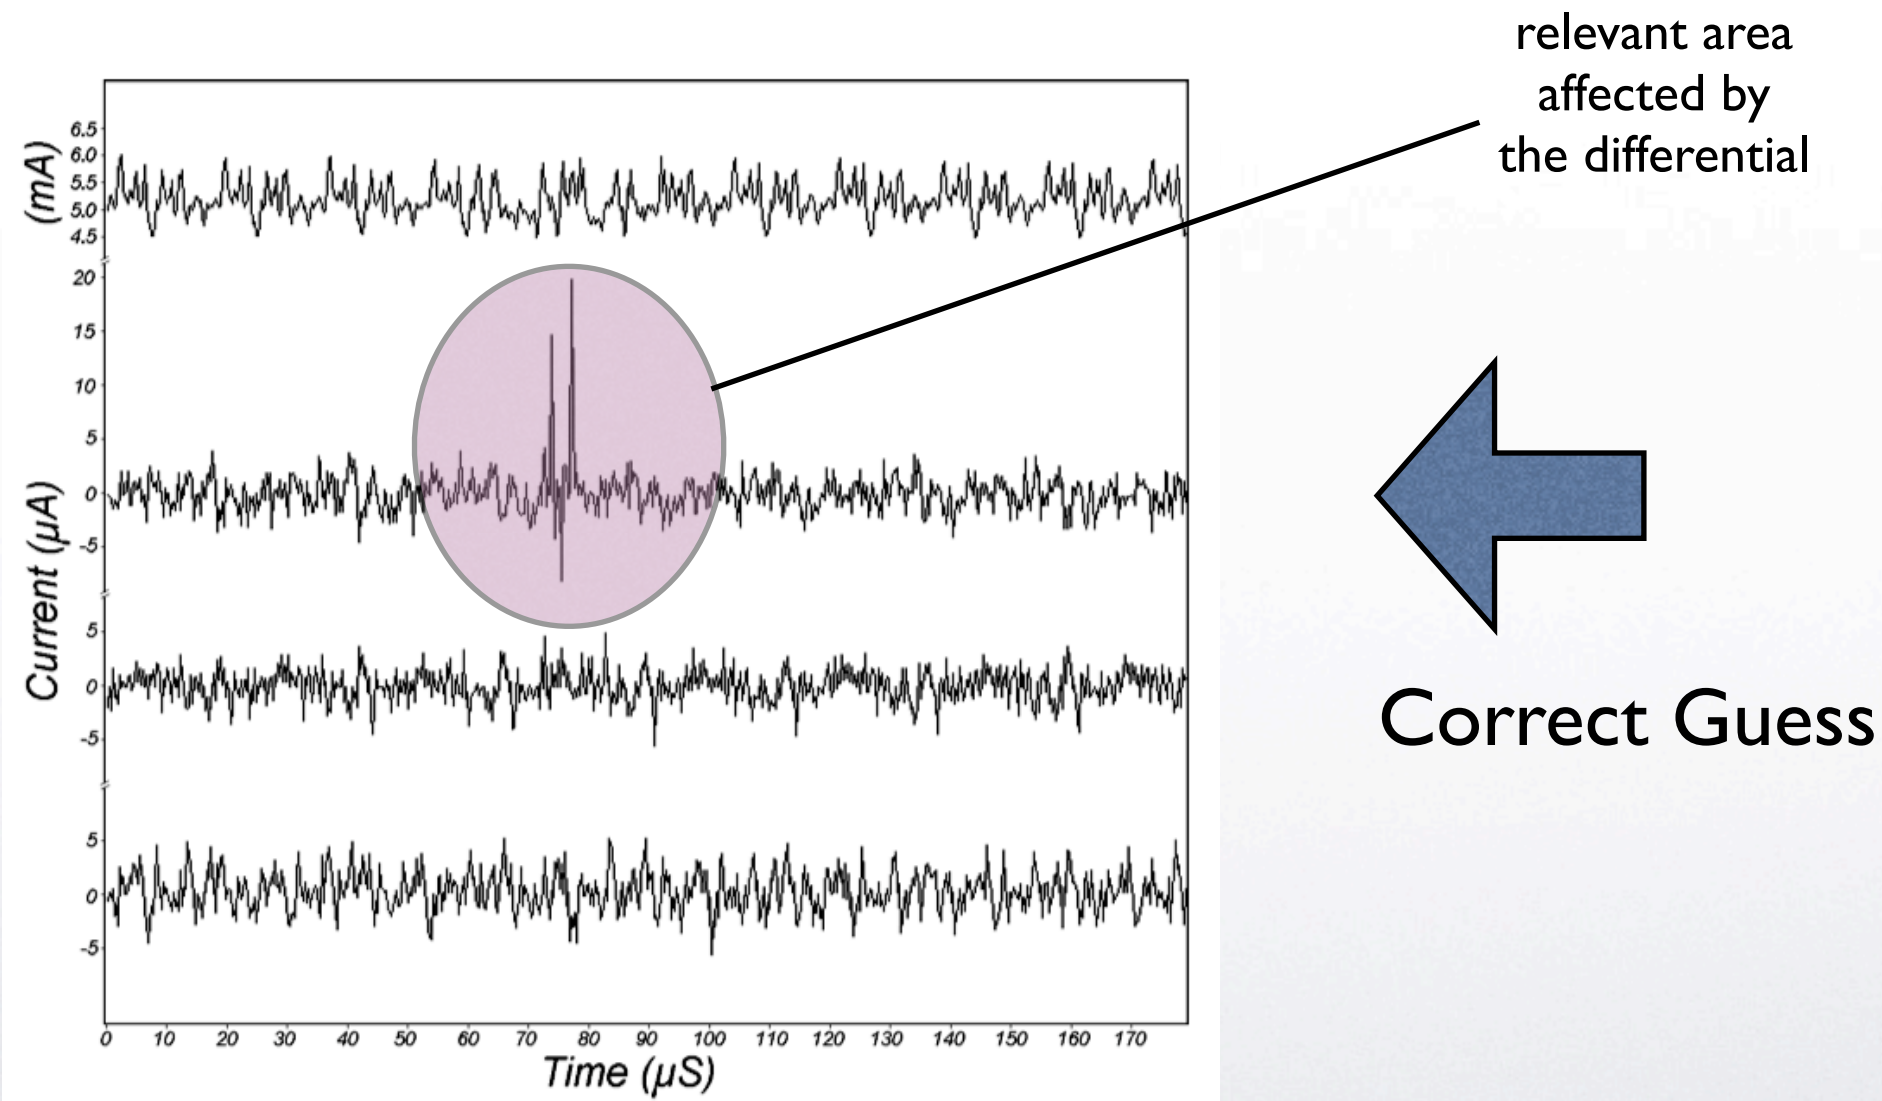 relevant area
affected by
the differential
(mA)
6.5
6.0
5.5
5.0
4.5
Current (µA)
20
15
10
5
0
-5
5
0
-5
5
0
-5
0 10 20 30 40 50 60 70 80 90 100 110 120 130 140 150 160 170
Time (µS)
Correct Guess